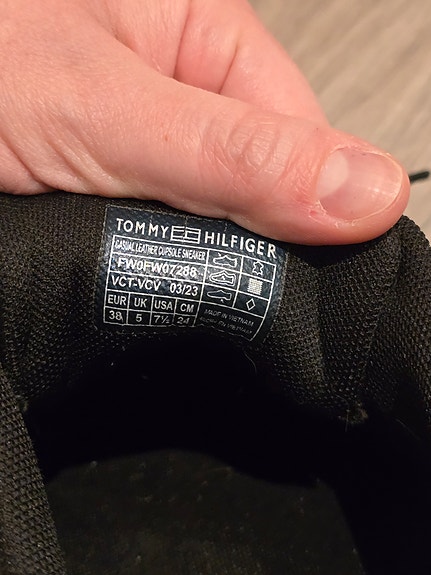 TOMMY HILFIGER
CASUAL LEATHER CUPSOLE SNEAKER
FW0FW07288
VCT-VCV 03/23
EUR UK USA CM
38 5 7½ 24
MADE IN VIETNAM